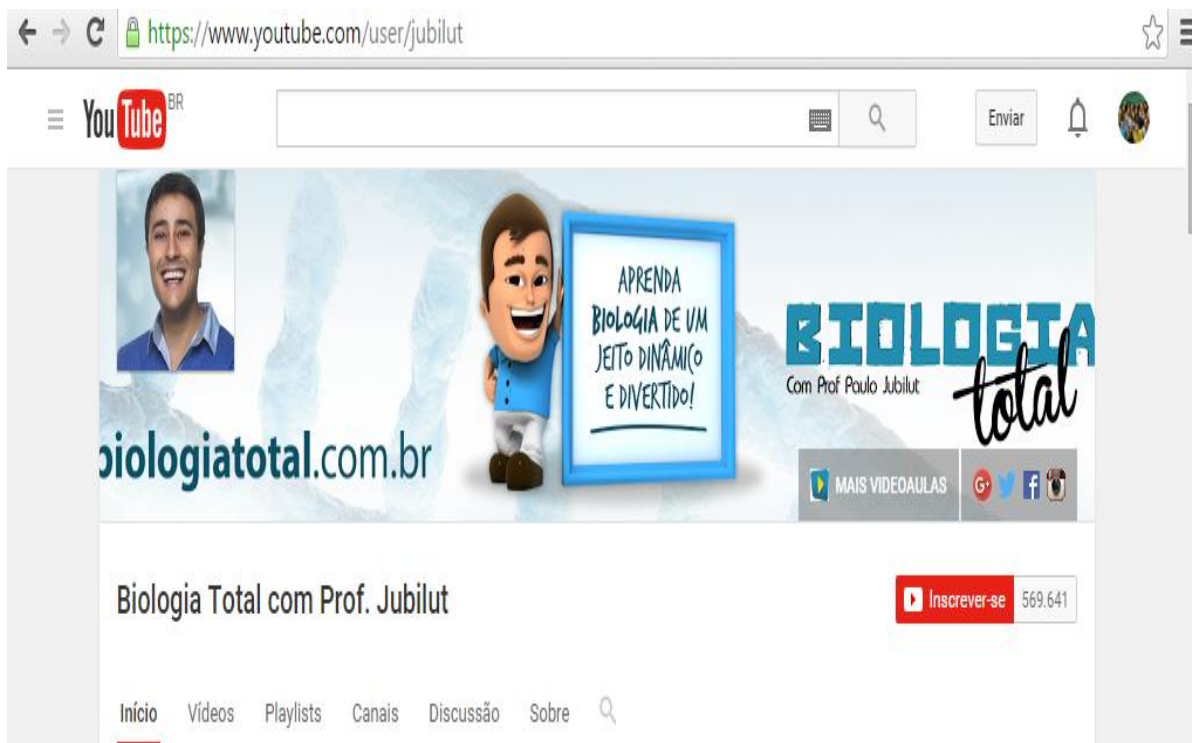 https://www.youtube.com/user/jubilut
You Tube BR
Enviar
APRENDA
BIOLOGIA DE UM
JEITO DINÂMICO
E DIVERTIDO!
BIOLOGIA
total
Com Prof Paulo Jubilut
biologiatotal.com.br
MAIS VIDEOAULAS
G+
Biologia Total com Prof. Jubilut
Inscrever-se 569.641
Início Vídeos Playlists Canais Discussão Sobre